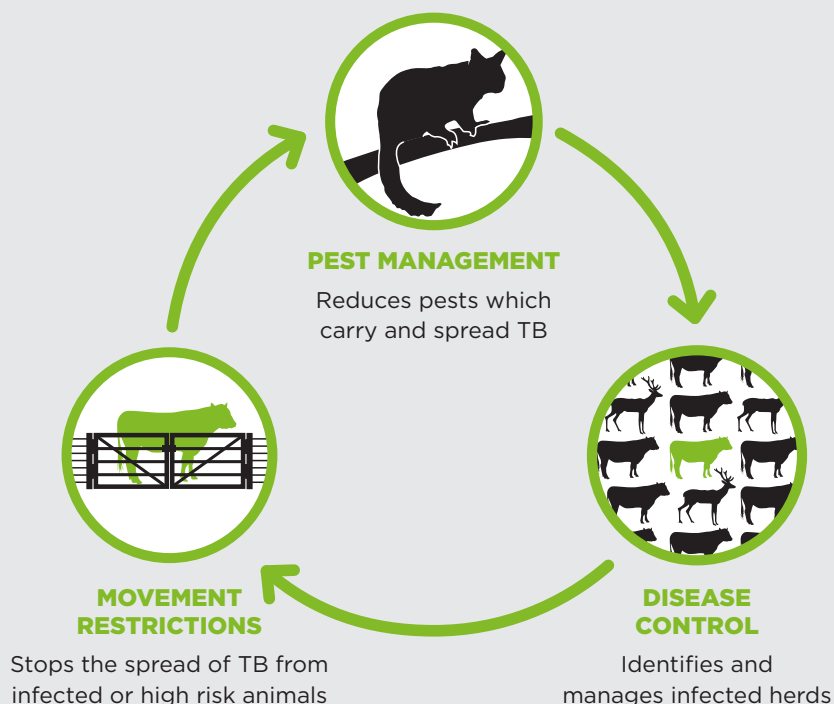 PEST MANAGEMENT
Reduces pests which
carry and spread TB
MOVEMENT
RESTRICTIONS
Stops the spread of TB from
infected or high risk animals
DISEASE
CONTROL
Identifies and
manages infected herds